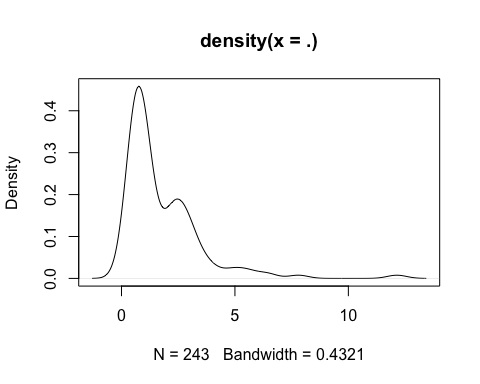 density(x = .)
Density
0.0 0.1 0.2 0.3 0.4
0 5 10
N = 243 Bandwidth = 0.4321